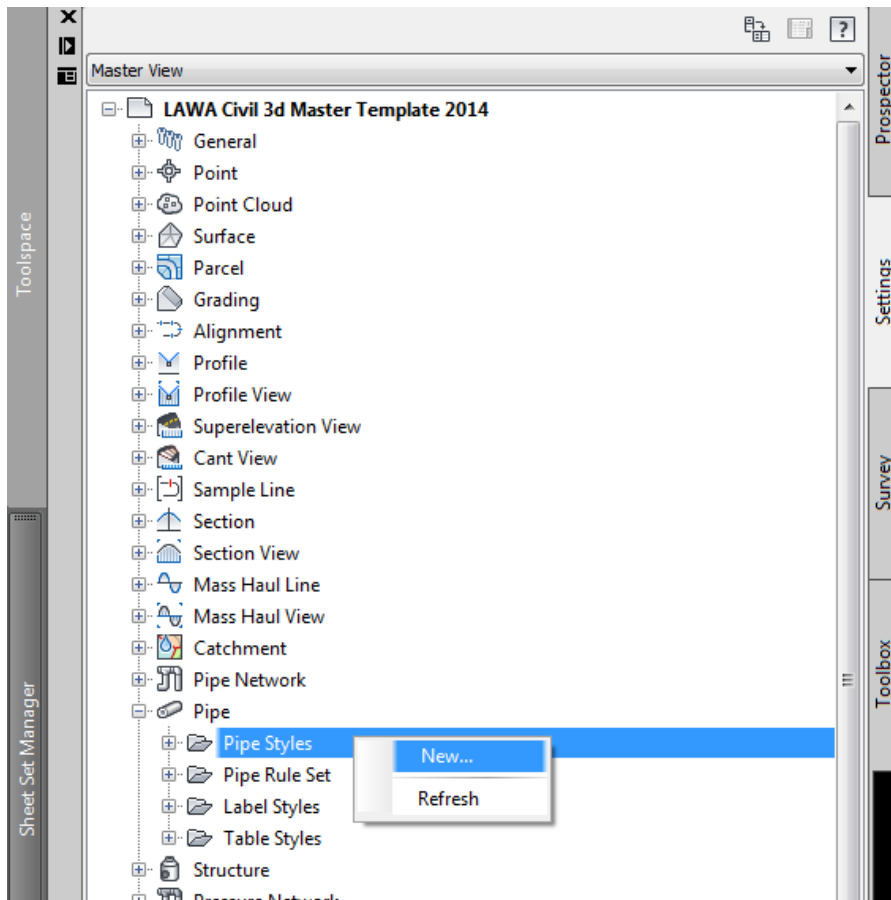 ?
Master View
LAWA Civil 3d Master Template 2014
General
Point
Point Cloud
Surface
Parcel
Grading
Alignment
Profile
Profile View
Superelevation View
Cant View
Sample Line
Section
Section View
Mass Haul Line
Mass Haul View
Catchment
Pipe Network
Pipe
Pipe Styles
New...
Pipe Rule Set
Refresh
Label Styles
Table Styles
Structure
Pressure Network
Toolspace
Sheet Set Manager
Prospector
Settings
Survey
Toolbox